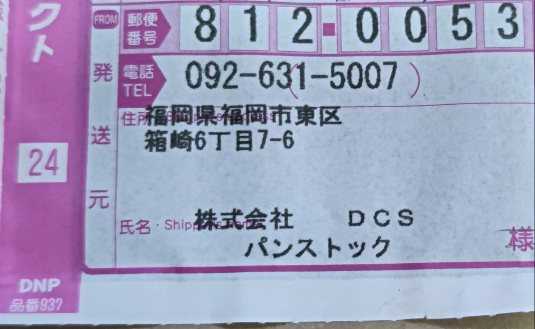 クト
FROM 郵便番号 812-0053
発送元
電話 TEL 092-631-5007
住所
福岡県福岡市東区
箱崎6丁目7-6
24
氏名・Shipper's Name
株式会社 DCS
パンストック
様
DNP
品番937